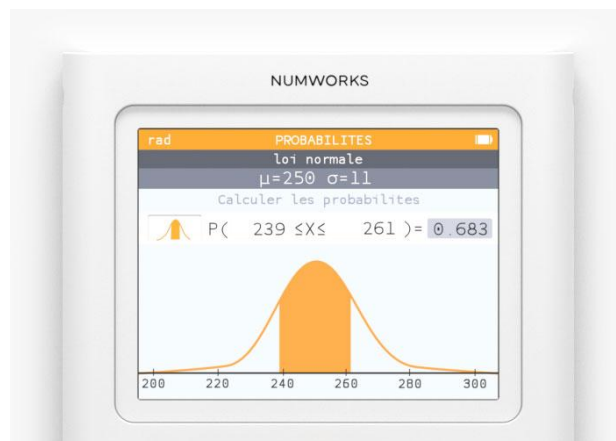 NUMWORKS
rad PROBABILITES
loi normale
μ=250 σ=11
Calculer les probabilites
P( 239 ≤X≤ 261 )= 0.683
200 220 240 260 280 300